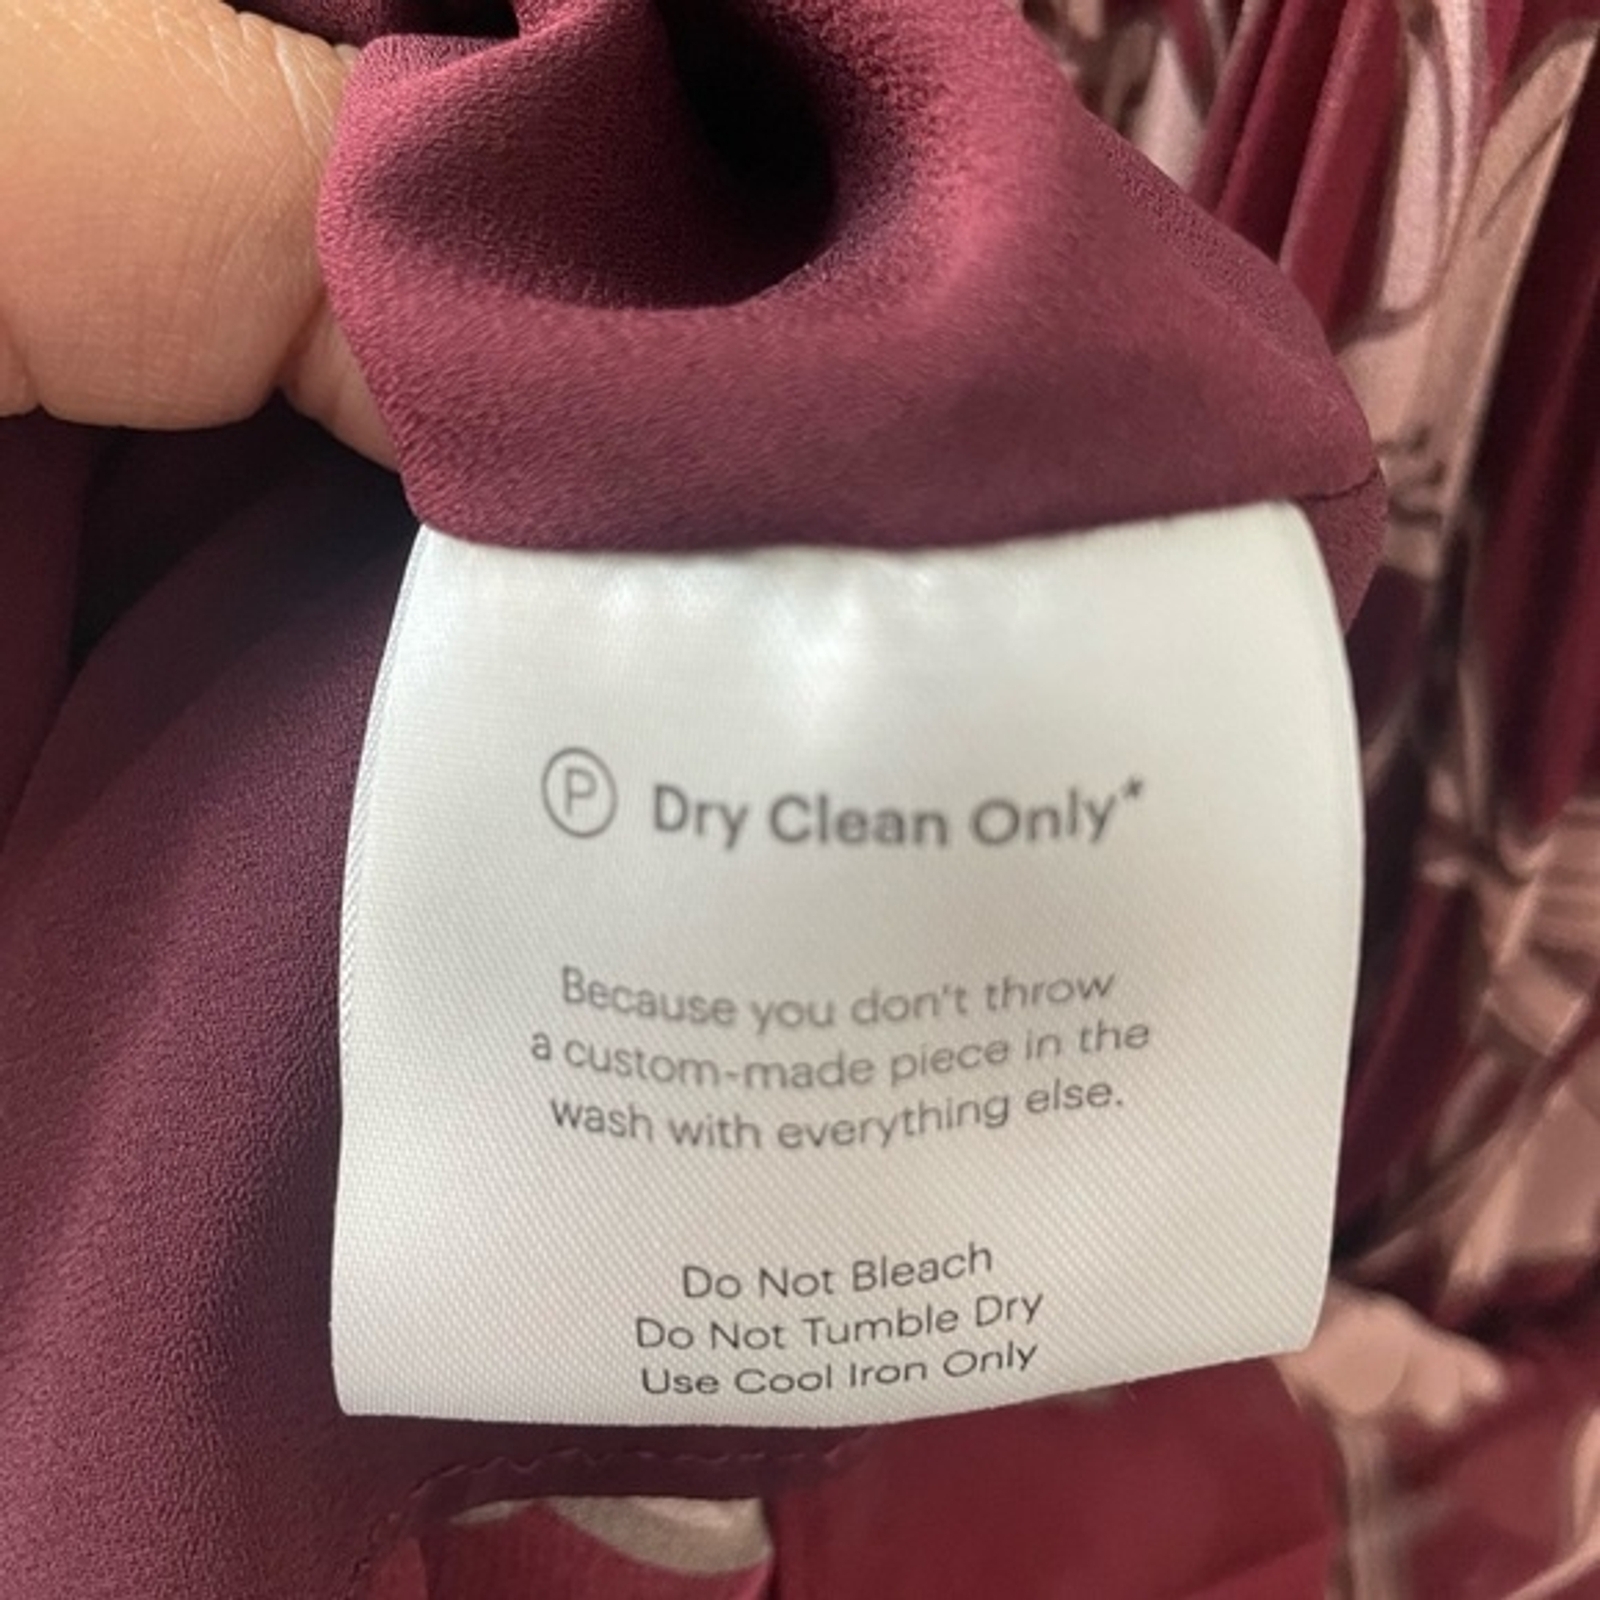 Ⓟ Dry Clean Only*
Because you don't throw
a custom-made piece in the
wash with everything else.
Do Not Bleach
Do Not Tumble Dry
Use Cool Iron Only